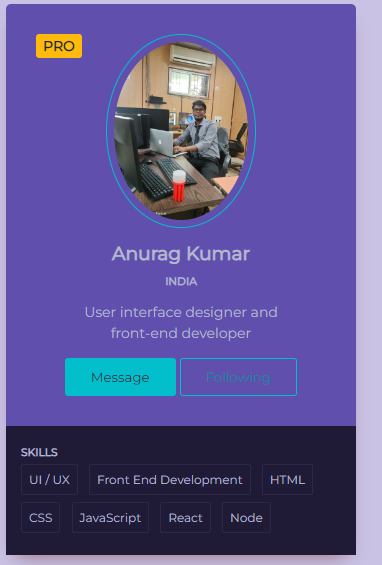 PRO
Anurag Kumar
INDIA
User interface designer and
front-end developer
Message
Following
SKILLS
UI / UX
Front End Development
HTML
CSS
JavaScript
React
Node